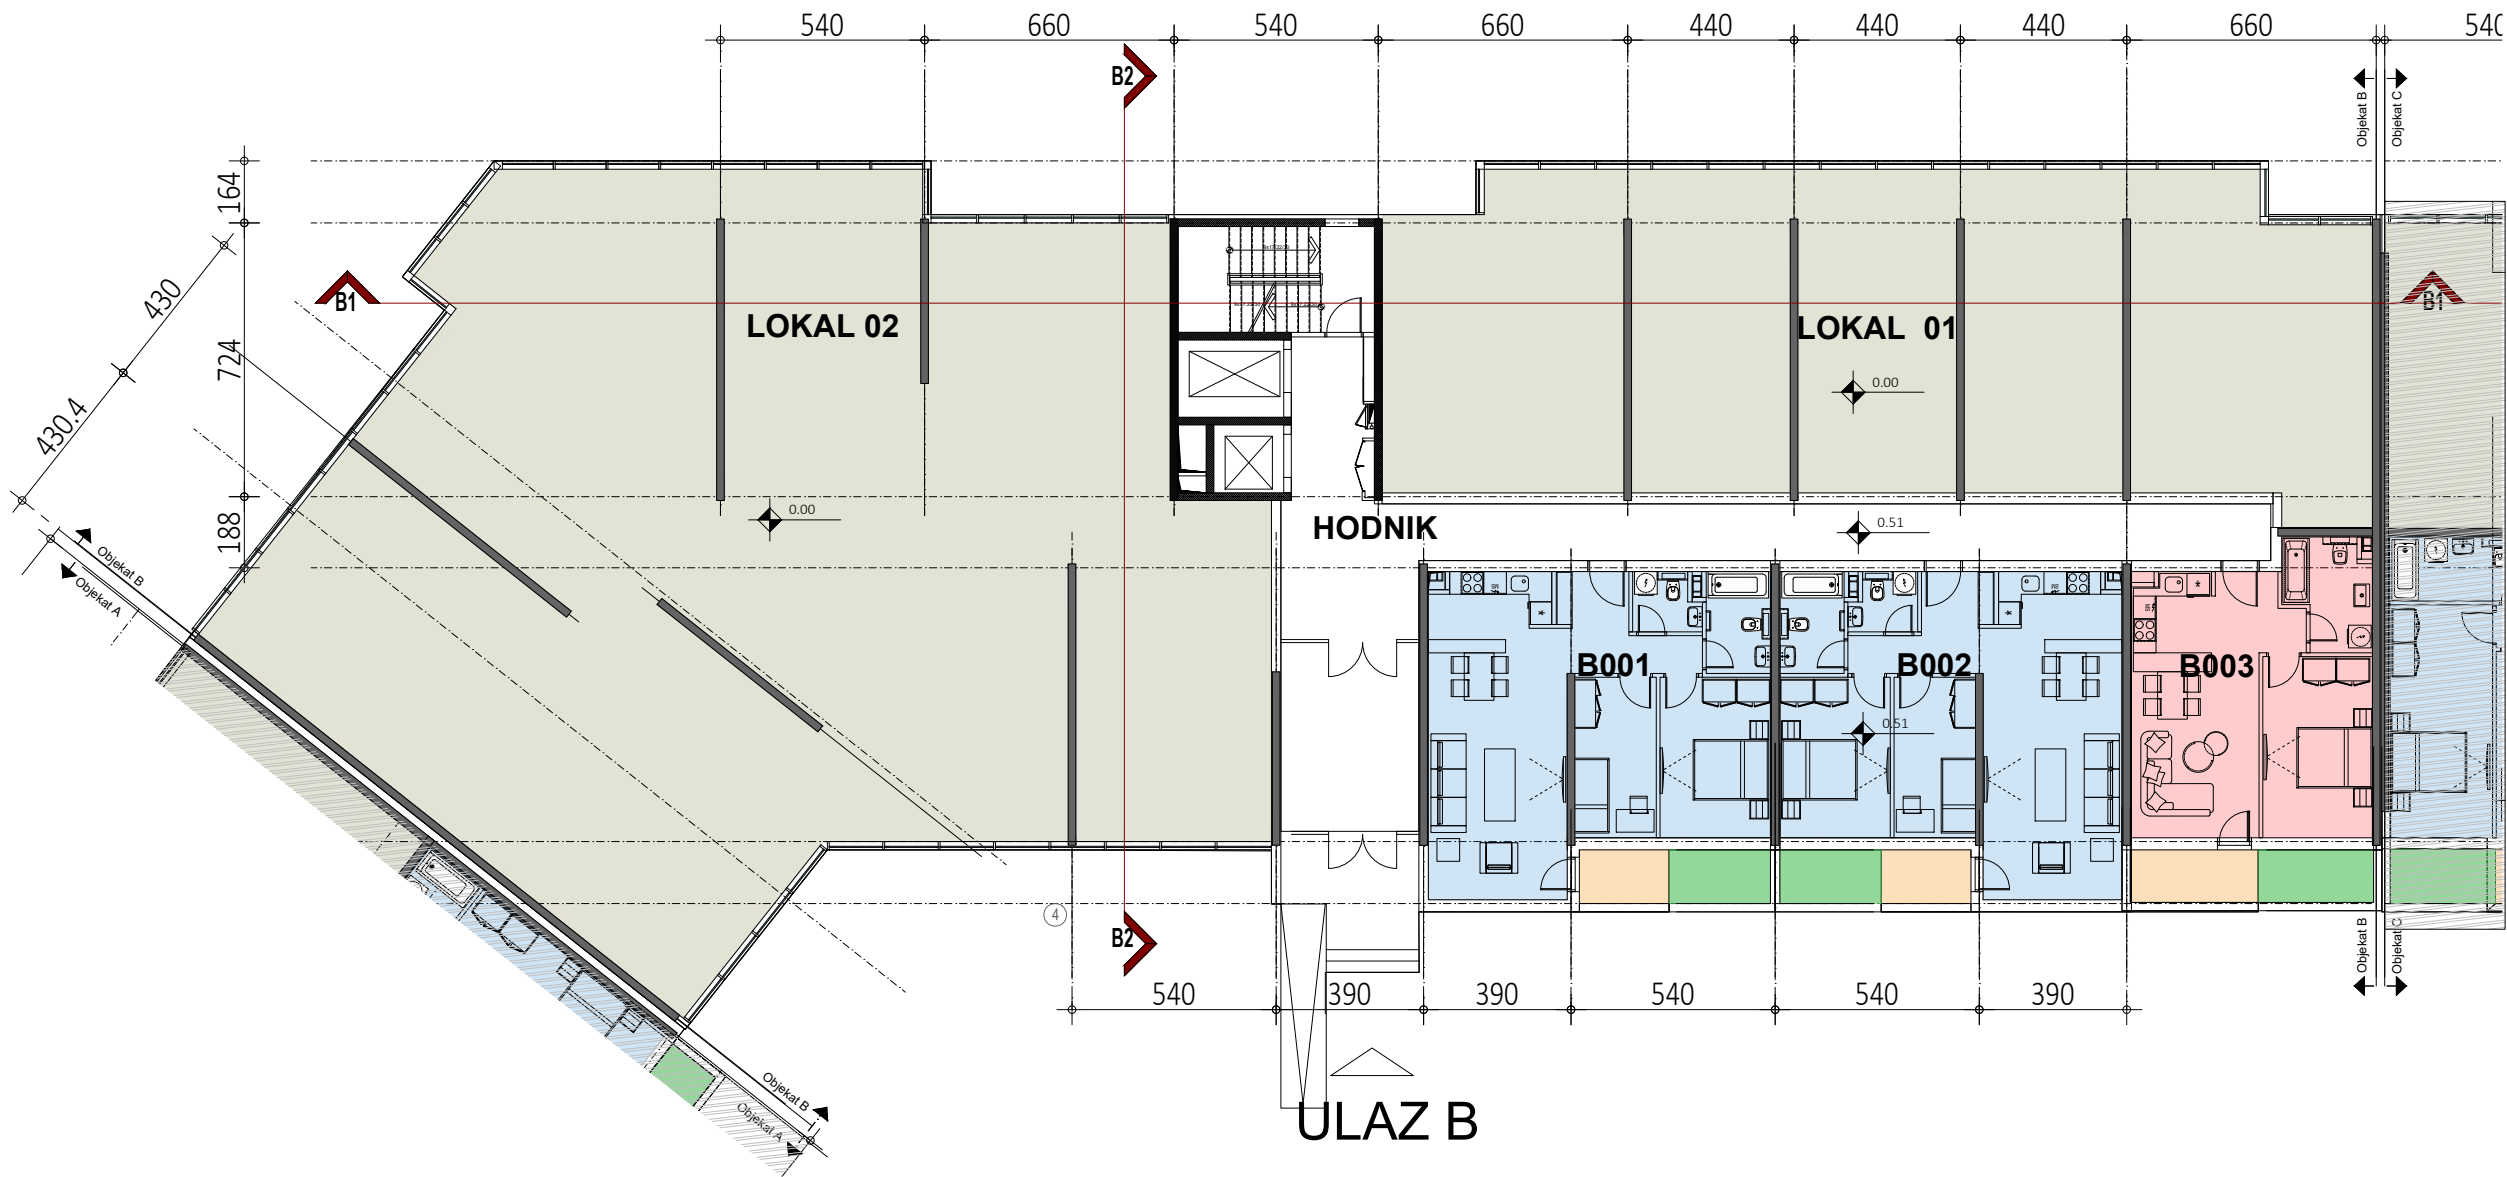 540 660 540 660 440 440 440 660 540
B2
Objekat B
Objekat C
164
430
B1
LOKAL 02
LOKAL 01
B1
724
0.00
430.4
188
0.00
HODNIK
0.51
Objekat B
Objekat A
B001
B002
B003
0.51
4
B2
Objekat B
Objekat C
540 390 390 540 540 390
Objekat B
Objekat A
ULAZ B